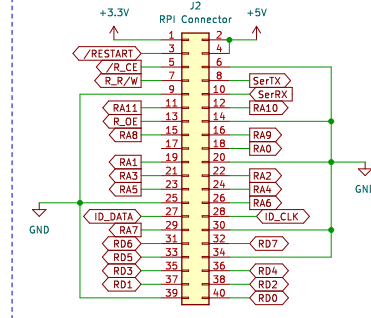 J2
+3.3V RPI Connector +5V
1 2
/RESTART 3 4
/R_CE 5 6
R_R/W 7 8 SerTX
9 10 SerRX
RA11 11 12 RA10
R_OE 13 14
RA8 15 16 RA9
17 18 RA0
RA1 19 20
RA3 21 22 RA2
RA5 23 24 RA4
25 26 RA6
ID_DATA 27 28 ID_CLK
RA7 29 30
RD6 31 32 RD7
RD5 33 34
RD3 35 36 RD4
RD1 37 38 RD2
39 40 RD0
GND
GND